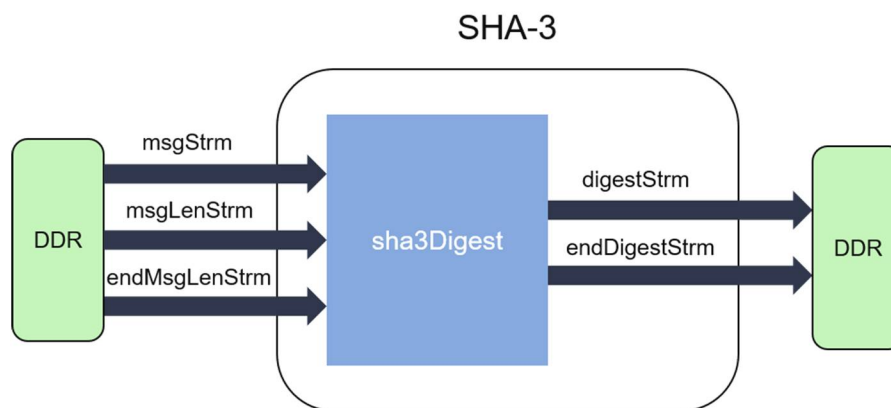 SHA-3
msgStrm
msgLenStrm
endMsgLenStrm
DDR
sha3Digest
digestStrm
endDigestStrm
DDR